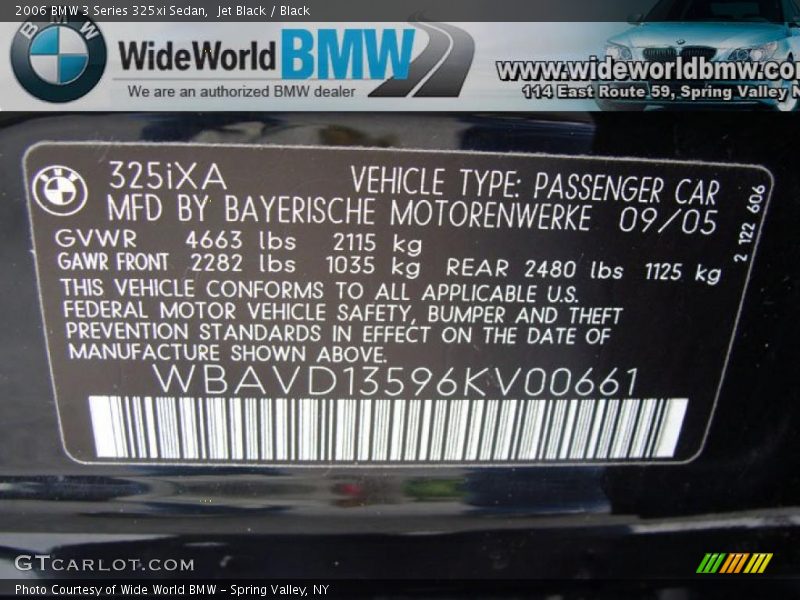 2006 BMW 3 Series 325xi Sedan, Jet Black / Black
BMW
WideWorld BMW
We are an authorized BMW dealer
www.wideworldbmw.co
114 East Route 59, Spring Valley N
325iXA VEHICLE TYPE: PASSENGER CAR
MFD BY BAYERISCHE MOTORENWERKE 09/05
GVWR 4663 lbs 2115 kg
GAWR FRONT 2282 lbs 1035 kg REAR 2480 lbs 1125 kg
THIS VEHICLE CONFORMS TO ALL APPLICABLE U.S.
FEDERAL MOTOR VEHICLE SAFETY, BUMPER AND THEFT
PREVENTION STANDARDS IN EFFECT ON THE DATE OF
MANUFACTURE SHOWN ABOVE.
WBAVD13596KV00661
2 122 606
GTCARLOT.COM
Photo Courtesy of Wide World BMW - Spring Valley, NY